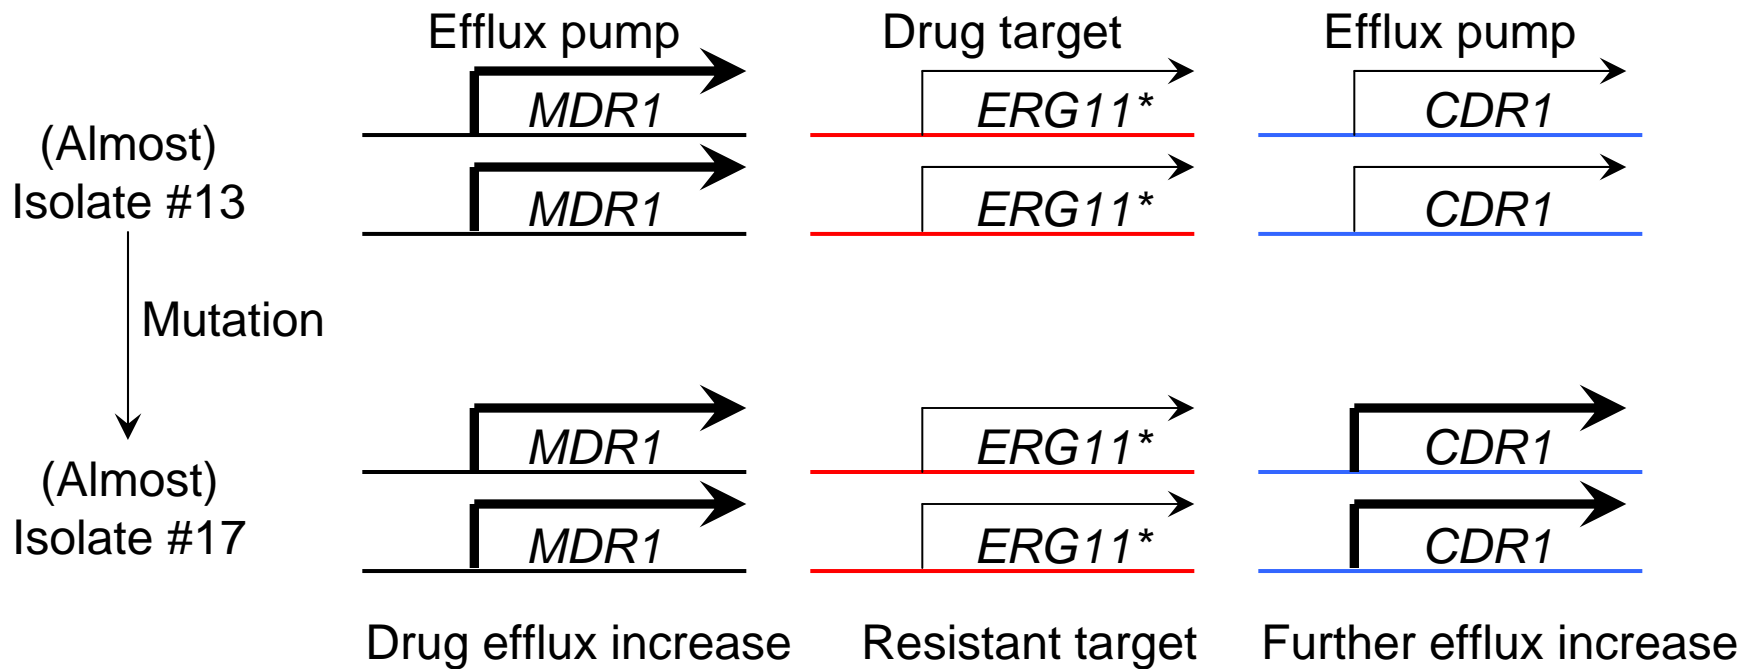 Efflux pump
Drug target
Efflux pump
(Almost)
Isolate #13
MDR1
ERG11*
CDR1
MDR1
ERG11*
CDR1
Mutation
(Almost)
Isolate #17
MDR1
ERG11*
CDR1
MDR1
ERG11*
CDR1
Drug efflux increase
Resistant target
Further efflux increase